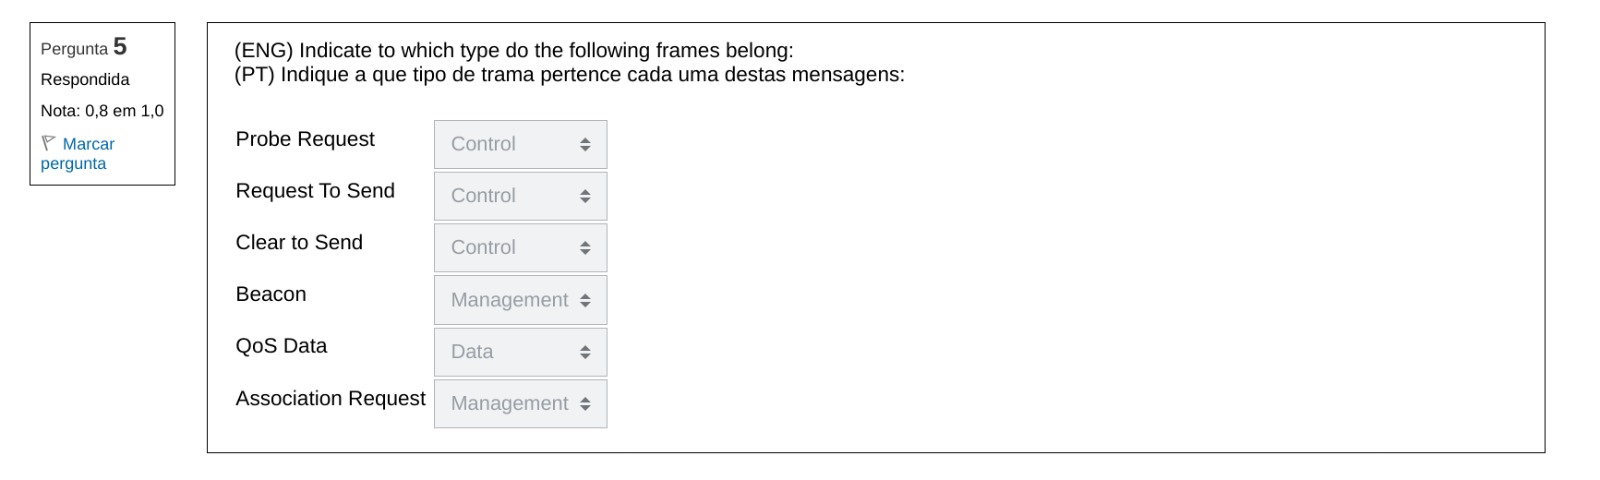 Pergunta 5
Respondida
Nota: 0,8 em 1,0
Marcar
pergunta
(ENG) Indicate to which type do the following frames belong:
(PT) Indique a que tipo de trama pertence cada uma destas mensagens:
Probe Request Control
Request To Send Control
Clear to Send Control
Beacon Management
QoS Data Data
Association Request Management